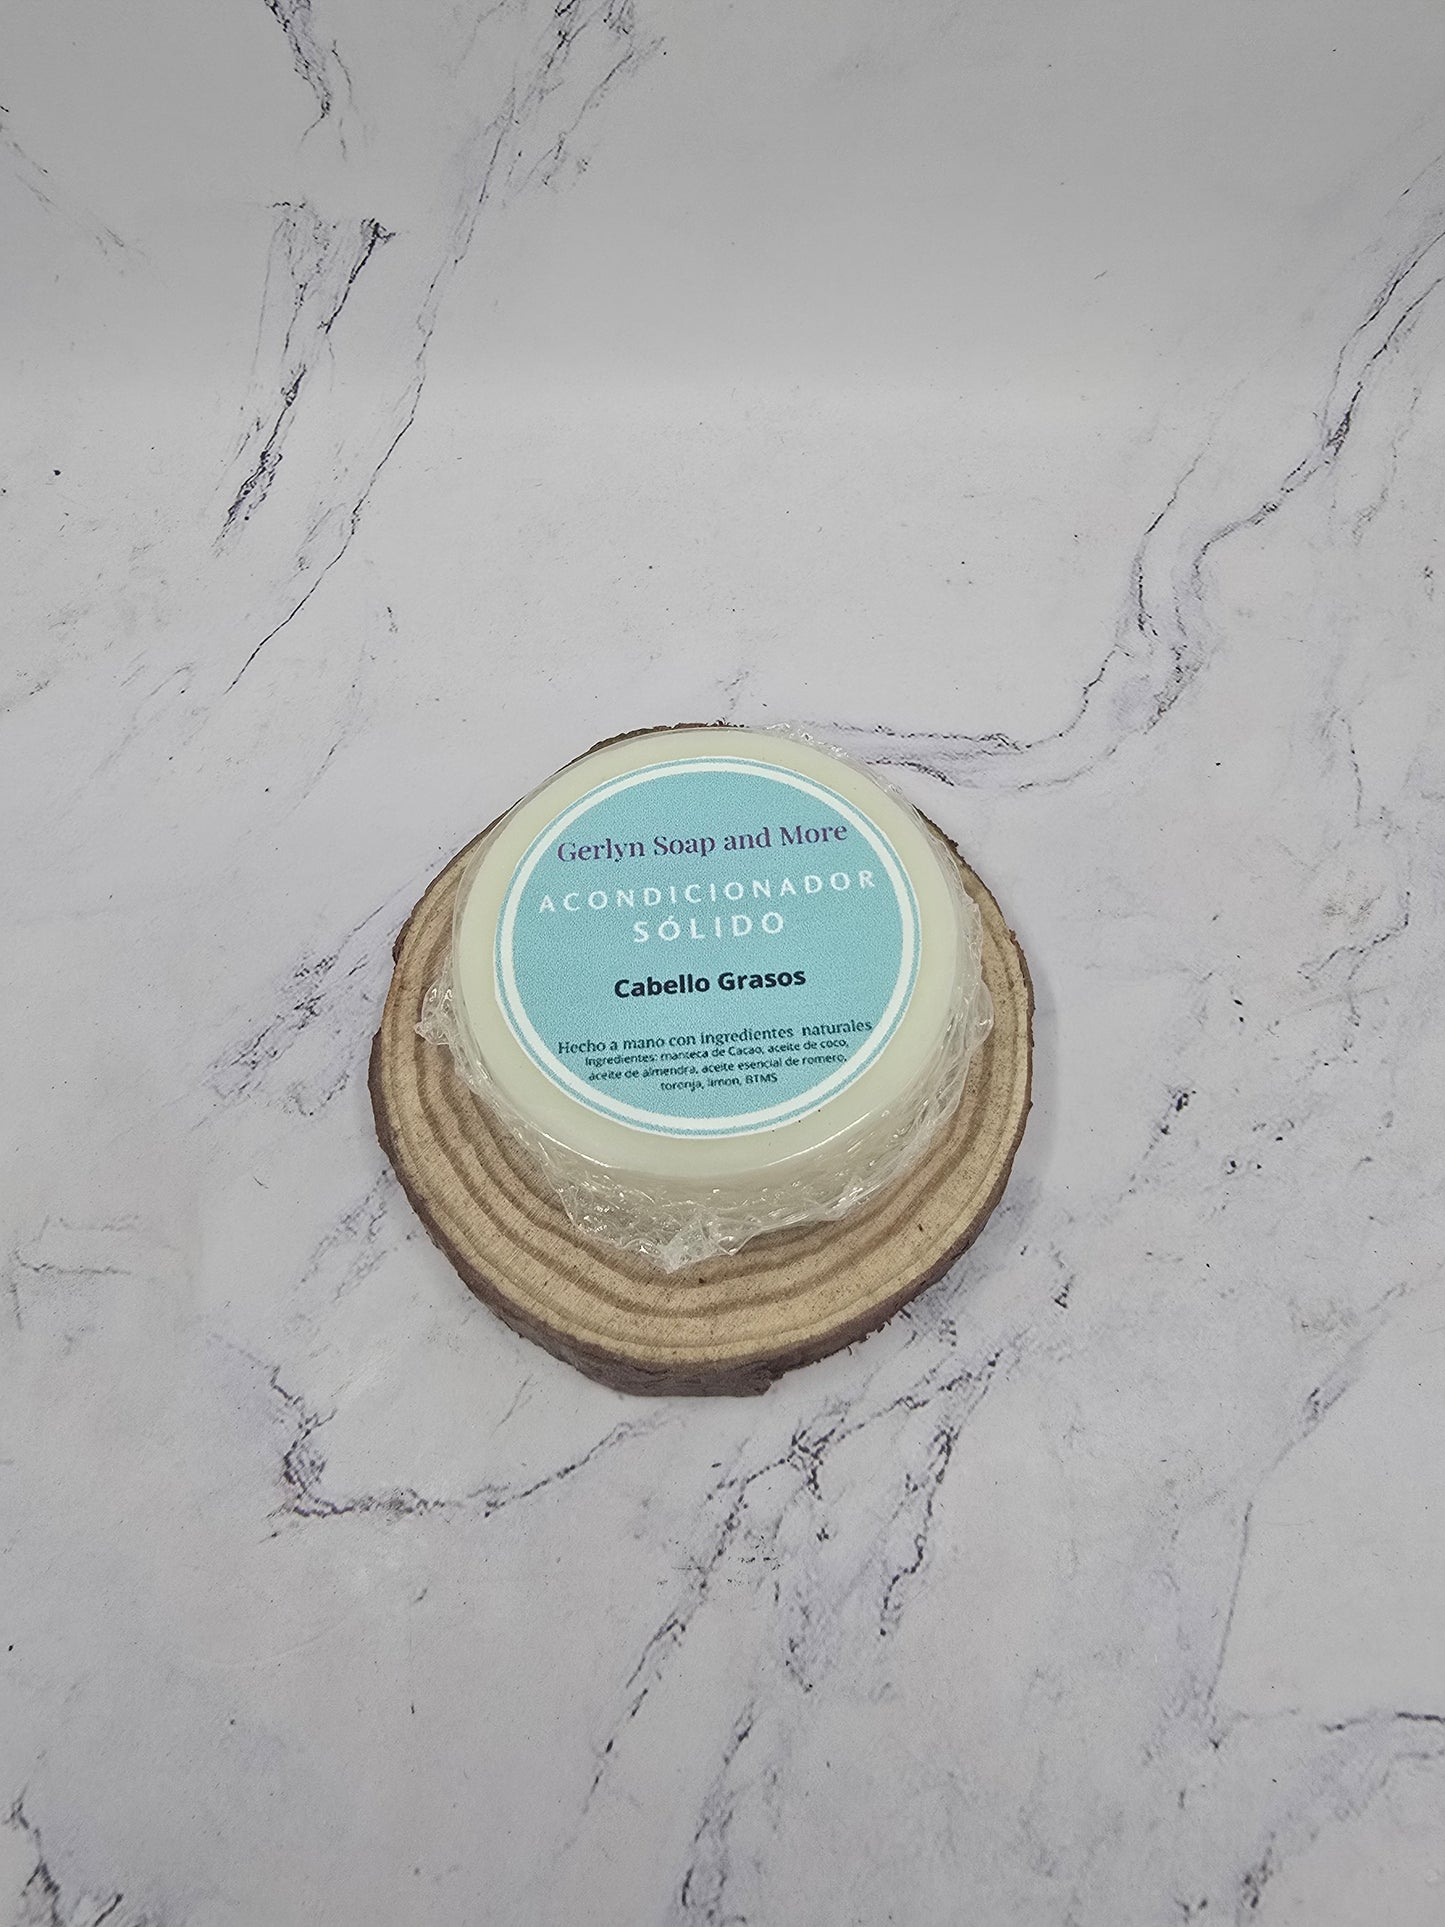 Gerlyn Soap and More
ACONDICIONADOR
SÓLIDO
Cabello Grasos
Hecho a mano con ingredientes naturales
Ingredientes: manteca de Cacao, aceite de coco,
aceite de almendra, aceite esencial de romero,
toronja, limon, BTMS